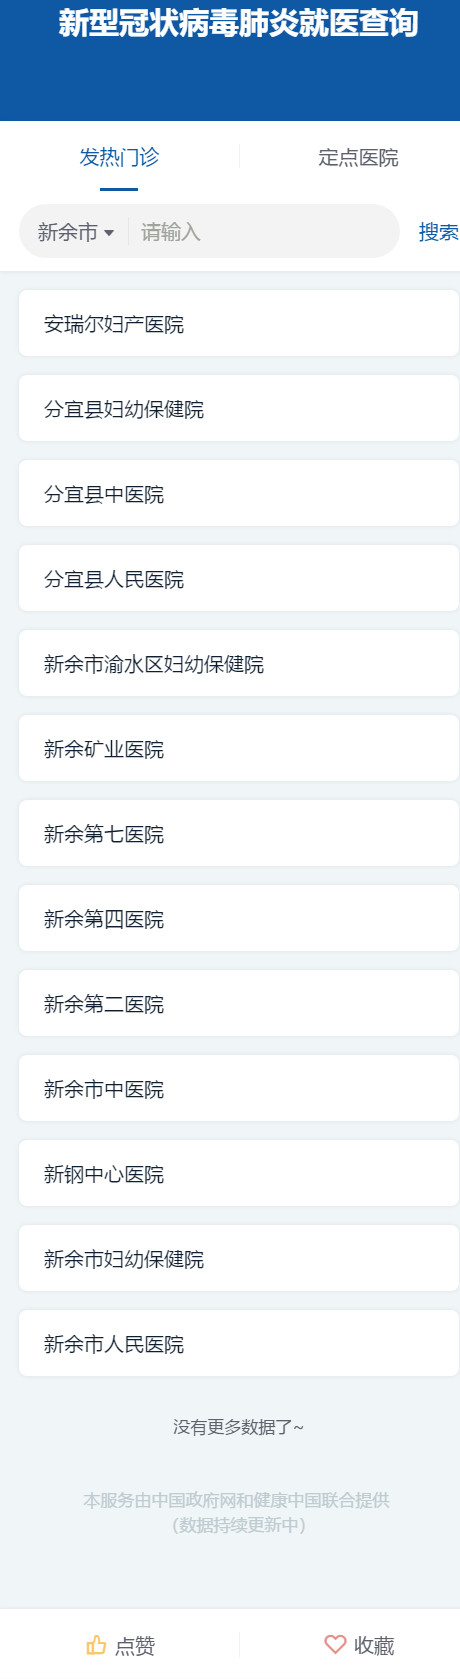 新型冠状病毒肺炎就医查询
发热门诊 定点医院
新余市 请输入 搜索
安瑞尔妇产医院
分宜县妇幼保健院
分宜县中医院
分宜县人民医院
新余市渝水区妇幼保健院
新余矿业医院
新余第七医院
新余第四医院
新余第二医院
新余市中医院
新钢中心医院
新余市妇幼保健院
新余市人民医院
没有更多数据了~
本服务由中国政府网和健康中国联合提供
（数据持续更新中）
点赞 收藏